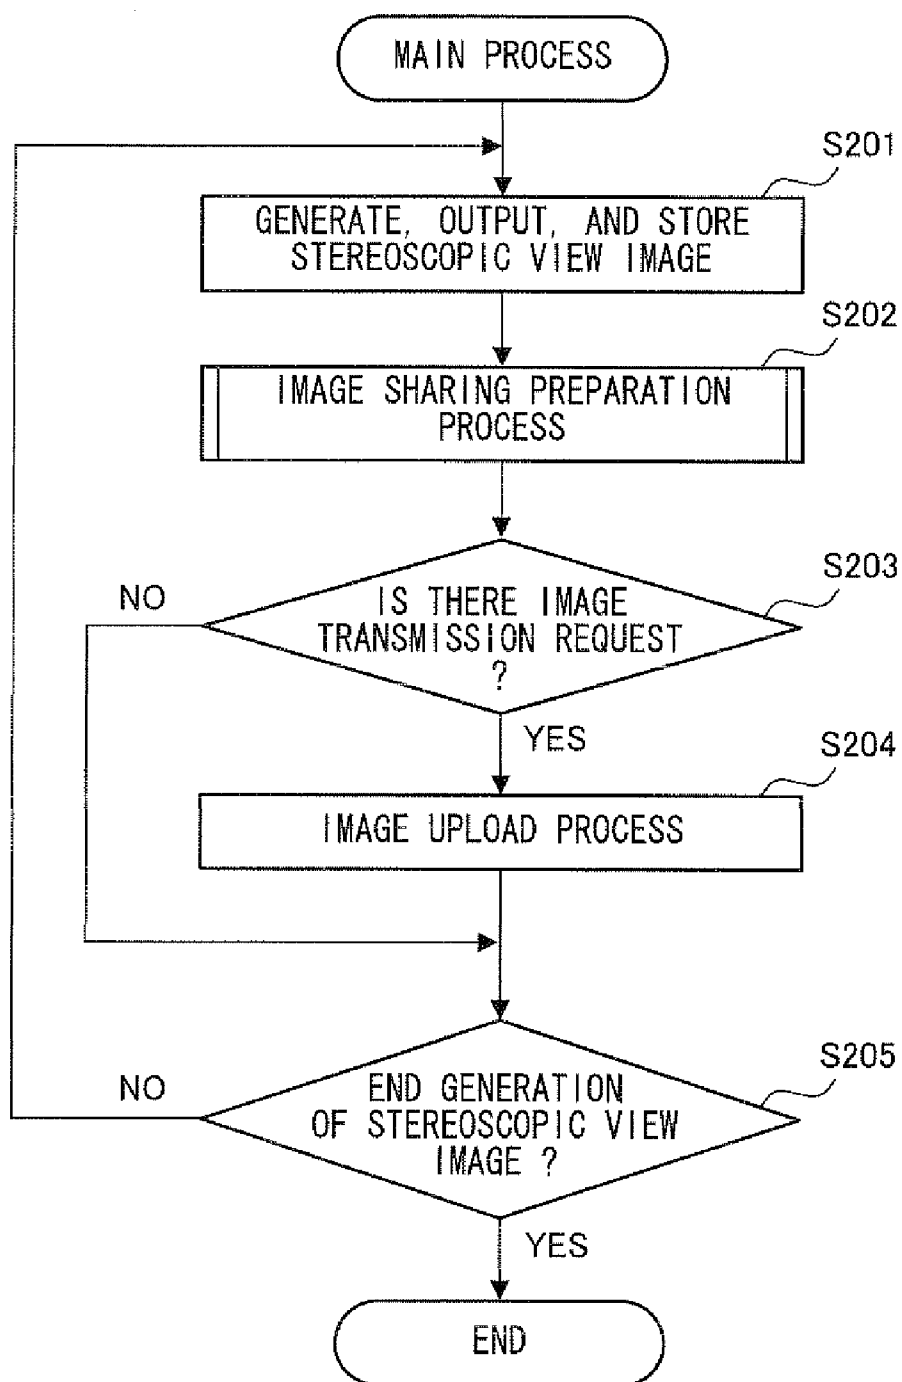 MAIN PROCESS
S201
GENERATE, OUTPUT, AND STORE
STEREOSCOPIC VIEW IMAGE
S202
IMAGE SHARING PREPARATION
PROCESS
S203
NO
IS THERE IMAGE
TRANSMISSION REQUEST
?
YES
S204
IMAGE UPLOAD PROCESS
S205
NO
END GENERATION
OF STEREOSCOPIC VIEW
IMAGE ?
YES
END